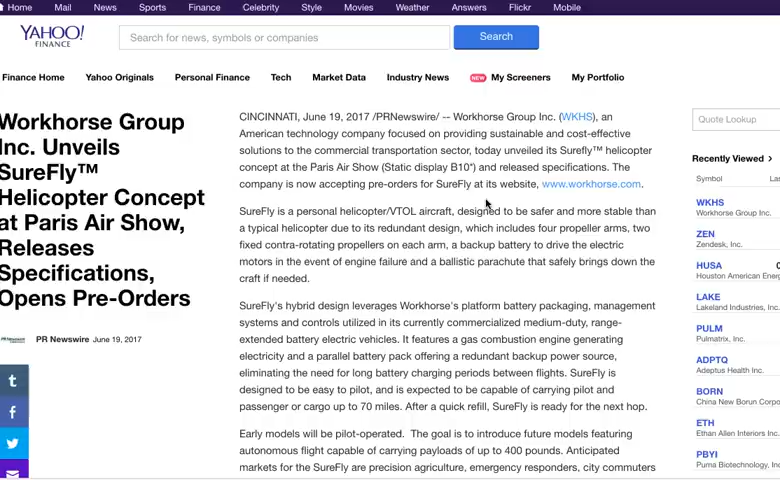 Home Mail News Sports Finance Celebrity Style Movies Weather Answers Flickr Mobile
YAHOO!
FINANCE
Search for news, symbols or companies
Search
Finance Home Yahoo Originals Personal Finance Tech Market Data Industry News NEW My Screeners My Portfolio
Workhorse Group
Inc. Unveils
SureFly™
Helicopter Concept
at Paris Air Show,
Releases
Specifications,
Opens Pre-Orders
PR Newswire June 19, 2017
CINCINNATI, June 19, 2017 /PRNewswire/ -- Workhorse Group Inc. (WKHS), an
American technology company focused on providing sustainable and cost-effective
solutions to the commercial transportation sector, today unveiled its Surefly™ helicopter
concept at the Paris Air Show (Static display B10") and released specifications. The
company is now accepting pre-orders for SureFly at its website, www.workhorse.com.
SureFly is a personal helicopter/VTOL aircraft, designed to be safer and more stable than
a typical helicopter due to its redundant design, which includes four propeller arms, two
fixed contra-rotating propellers on each arm, a backup battery to drive the electric
motors in the event of engine failure and a ballistic parachute that safely brings down the
craft if needed.
SureFly's hybrid design leverages Workhorse's platform battery packaging, management
systems and controls utilized in its currently commercialized medium-duty, range-
extended battery electric vehicles. It features a gas combustion engine generating
electricity and a parallel battery pack offering a redundant backup power source,
eliminating the need for long battery charging periods between flights. SureFly is
designed to be easy to pilot, and is expected to be capable of carrying pilot and
passenger or cargo up to 70 miles. After a quick refill, SureFly is ready for the next hop.
Early models will be pilot-operated. The goal is to introduce future models featuring
autonomous flight capable of carrying payloads of up to 400 pounds. Anticipated
markets for the SureFly are precision agriculture, emergency responders, city commuters
Quote Lookup
Recently Viewed >
Symbol Las
WKHS
Workhorse Group Inc.
ZEN
Zendesk, Inc.
HUSA 0
Houston American Energ
LAKE
Lakeland Industries, Inc.
PULM
Pulmatrix, Inc.
ADPTQ
Adeptus Health Inc.
BORN
China New Borun Corpo
ETH
Ethan Allen Interiors Inc.
PBYI
Puma Biotechnology, Inc